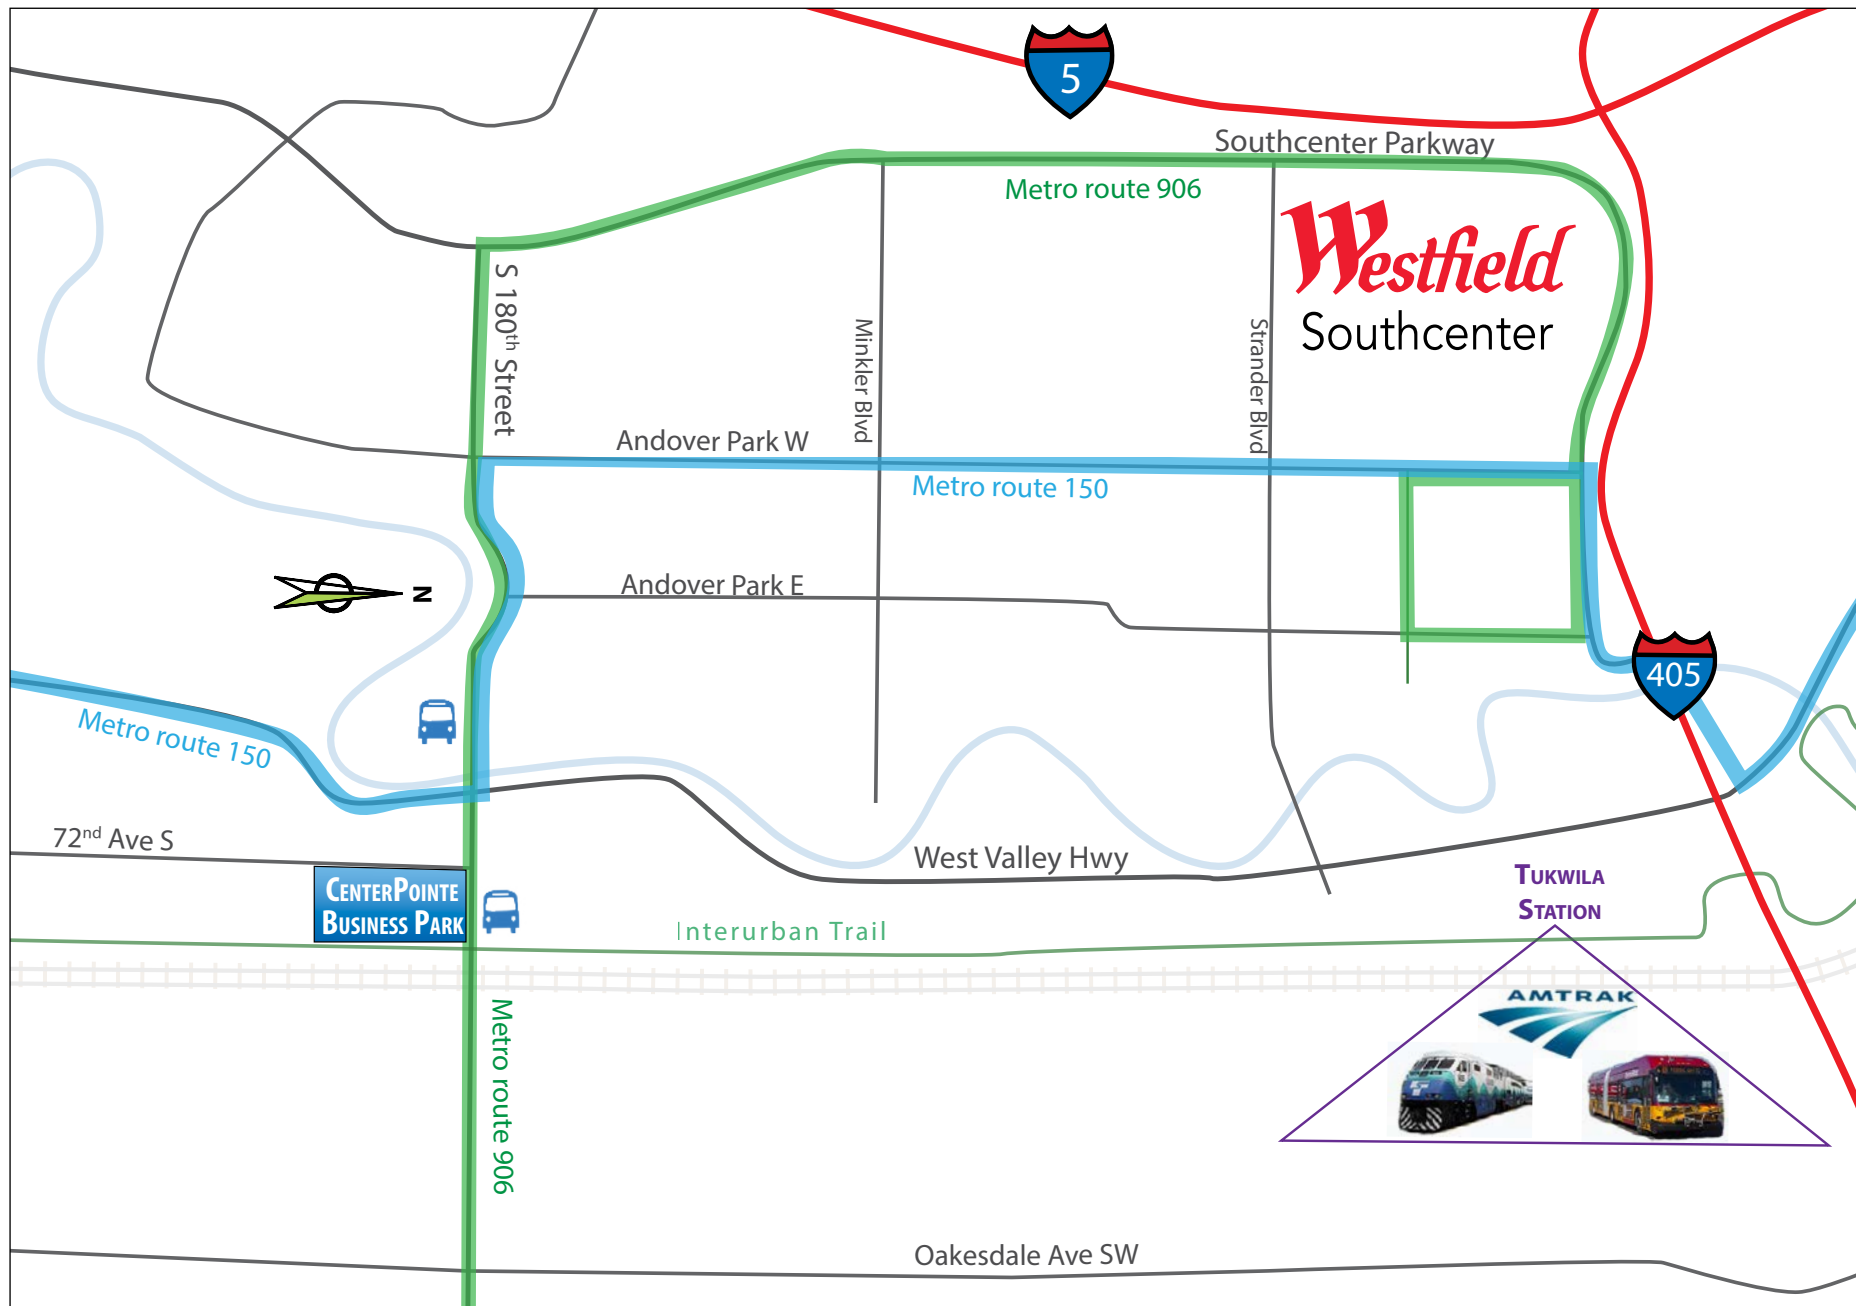 5
Southcenter Parkway
Metro route 906
Westfield
Southcenter
S 180th Street
Minkler Blvd
Strander Blvd
Andover Park W
Metro route 150
Andover Park E
N
405
Metro route 150
72nd Ave S
West Valley Hwy
CenterPointe
Business Park
Tukwila
Station
Interurban Trail
AMTRAK
Metro route 906
Oakesdale Ave SW